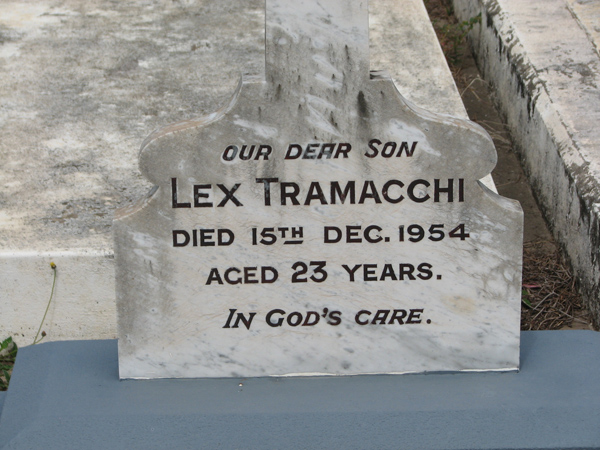 OUR DEAR SON
LEX TRAMACCHI
DIED 15TH DEC. 1954
AGED 23 YEARS.
IN GOD'S CARE.